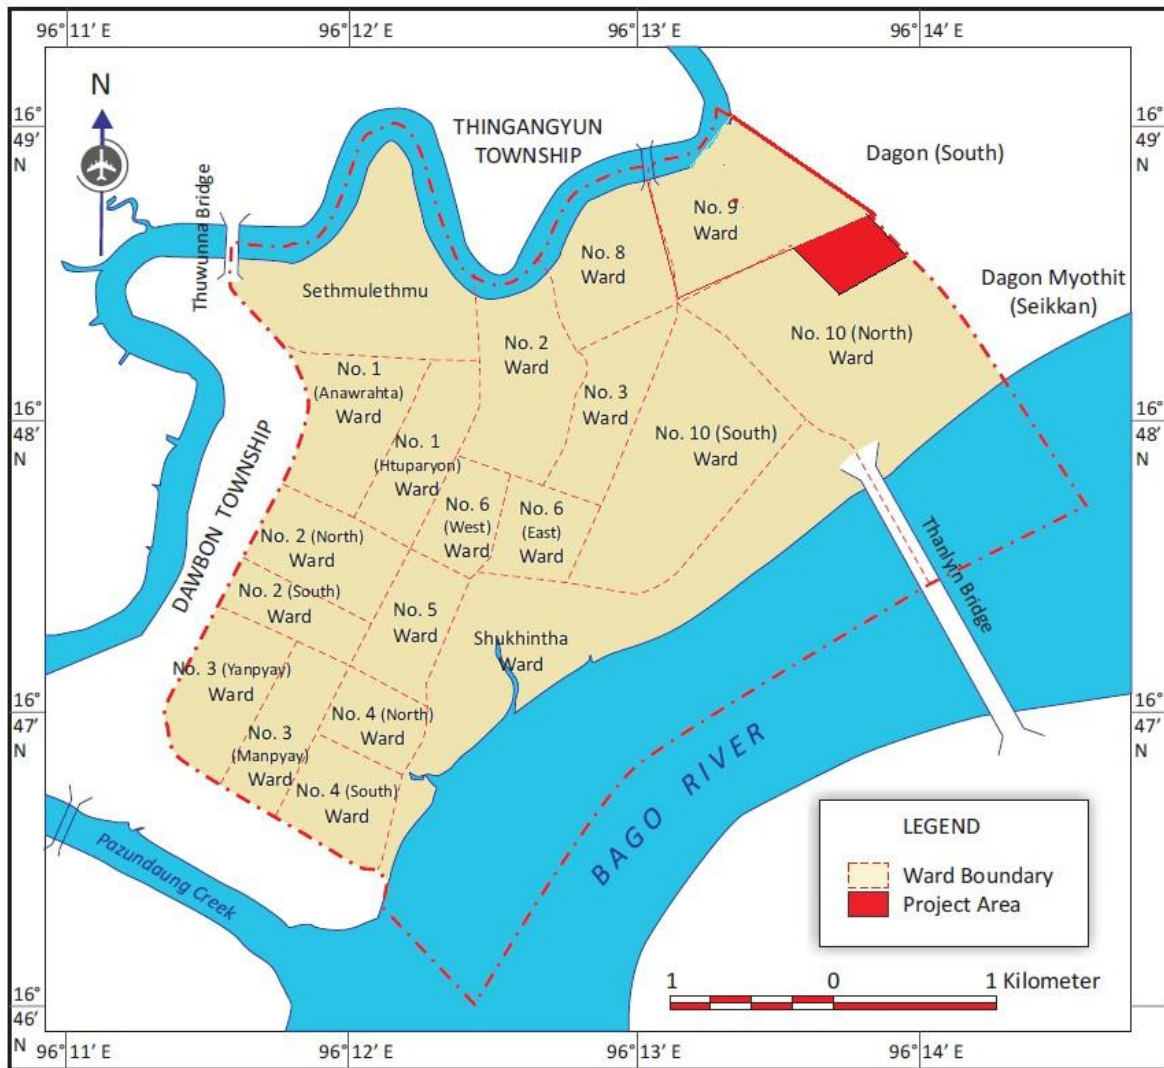 96°11’ E
96°12’ E
96°13’ E
96°14’ E
16°
49’
N
16°
49’
N
N
THINGANGYUN
TOWNSHIP
Dagon (South)
Thuwunna Bridge
No. 9
Ward
No. 8
Ward
Sethmulethmu
Dagon Myothit
(Seikkan)
No. 2
Ward
No. 10 (North)
Ward
No. 1
(Anawrahta)
Ward
No. 3
Ward
16°
48’
N
16°
48’
N
DAWBON TOWNSHIP
No. 1
(Htuparyon)
Ward
No. 10 (South)
Ward
No. 6
(West)
Ward
No. 6
(East)
Ward
No. 2 (North)
Ward
No. 2 (South)
Ward
No. 5
Ward
Shukhintha
Ward
Thanlyin Bridge
No. 3 (Yanpyay)
Ward
16°
47’
N
16°
47’
N
No. 4 (North)
Ward
No. 3
(Manpyay)
Ward
No. 4 (South)
Ward
BAGO RIVER
Pazundaung Creek
LEGEND
Ward Boundary
Project Area
1 0 1 Kilometer
16°
46’
N
16°
46’
N
96°11’ E
96°12’ E
96°13’ E
96°14’ E